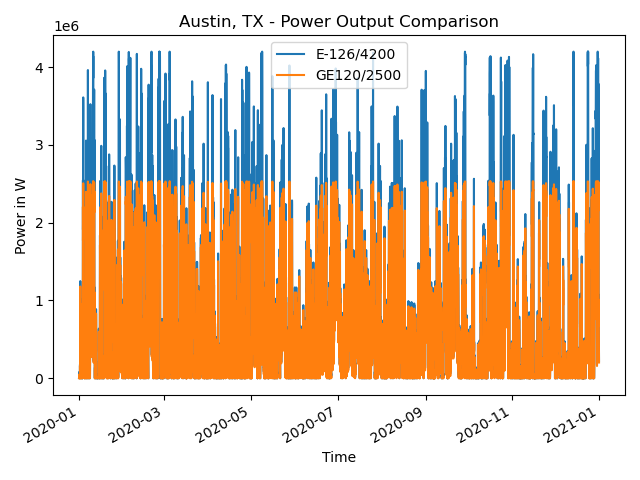 Austin, TX - Power Output Comparison
1e6
E-126/4200
GE120/2500
4
3
2
1
0
Power in W
2020-01
2020-03
2020-05
2020-07
2020-09
2020-11
2021-01
Time